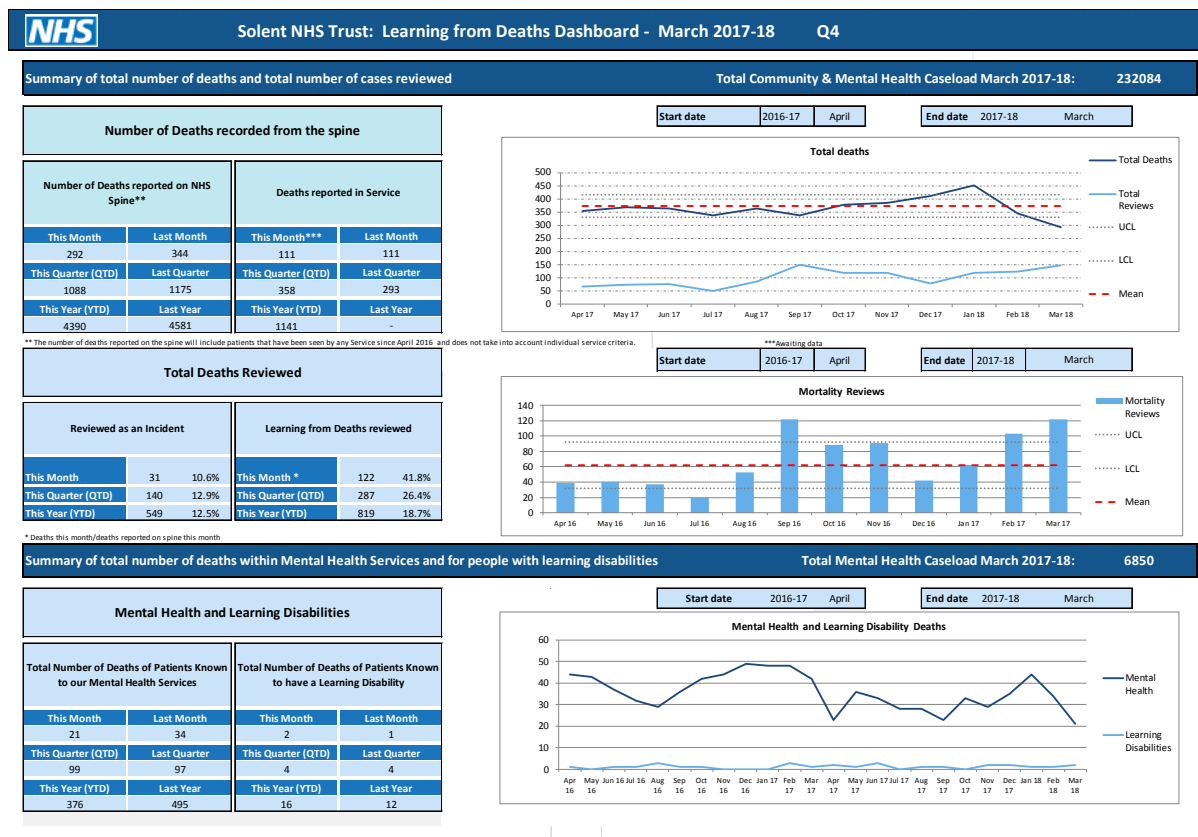 NHS
Solent NHS Trust: Learning from Deaths Dashboard - March 2017-18 Q4
Summary of total number of deaths and total number of cases reviewed
Total Community & Mental Health Caseload March 2017-18: 232084
Number of Deaths recorded from the spine
Number of Deaths reported on NHS
Spine**
Deaths reported in Service
This Month Last Month This Month*** Last Month
292 344 111 111
This Quarter (QTD) Last Quarter This Quarter (QTD) Last Quarter
1088 1175 358 293
This Year (YTD) Last Year This Year (YTD) Last Year
4390 4581 1141 -
Start date 2016-17 April End date 2017-18 March
Total deaths
500
450
400
350
300
250
200
150
100
50
0
Apr 17 May 17 Jun 17 Jul 17 Aug 17 Sep 17 Oct 17 Nov 17 Dec 17 Jan 18 Feb 18 Mar 18
Total Deaths
Total
Reviews
UCL
LCL
Mean
** The number of deaths reported on the spine will include patients that have been seen by any Service since April 2016 and does not take into account individual service criteria.
***Awaiting data
Total Deaths Reviewed
Reviewed as an Incident Learning from Deaths reviewed
This Month 31 10.6% This Month * 122 41.8%
This Quarter (QTD) 140 12.9% This Quarter (QTD) 287 26.4%
This Year (YTD) 549 12.5% This Year (YTD) 819 18.7%
* Deaths this month/deaths reported on spine this month
Start date 2016-17 April End date 2017-18 March
Mortality Reviews
140
120
100
80
60
40
20
0
Apr 16 May 16 Jun 16 Jul 16 Aug 16 Sep 16 Oct 16 Nov 16 Dec 16 Jan 17 Feb 17 Mar 17
Mortality
Reviews
UCL
LCL
Mean
Summary of total number of deaths within Mental Health Services and for people with learning disabilities
Total Mental Health Caseload March 2017-18: 6850
Mental Health and Learning Disabilities
Total Number of Deaths of Patients Known
to our Mental Health Services
Total Number of Deaths of Patients Known
to have a Learning Disability
This Month Last Month This Month Last Month
21 34 2 1
This Quarter (QTD) Last Quarter This Quarter (QTD) Last Quarter
99 97 4 4
This Year (YTD) Last Year This Year (YTD) Last Year
376 495 16 12
Start date 2016-17 April End date 2017-18 March
Mental Health and Learning Disability Deaths
60
50
40
30
20
10
0
Apr May Jun 16 Jul 16 Aug Sep Oct Nov Dec Jan 17 Feb Mar Apr May Jun 17 Jul 17 Aug Sep Oct Nov Dec Jan 18 Feb Mar
16 16 16 16 16 16 16 17 17 17 17 17 17 17 17 17 18 18
Mental
Health
Learning
Disabilities